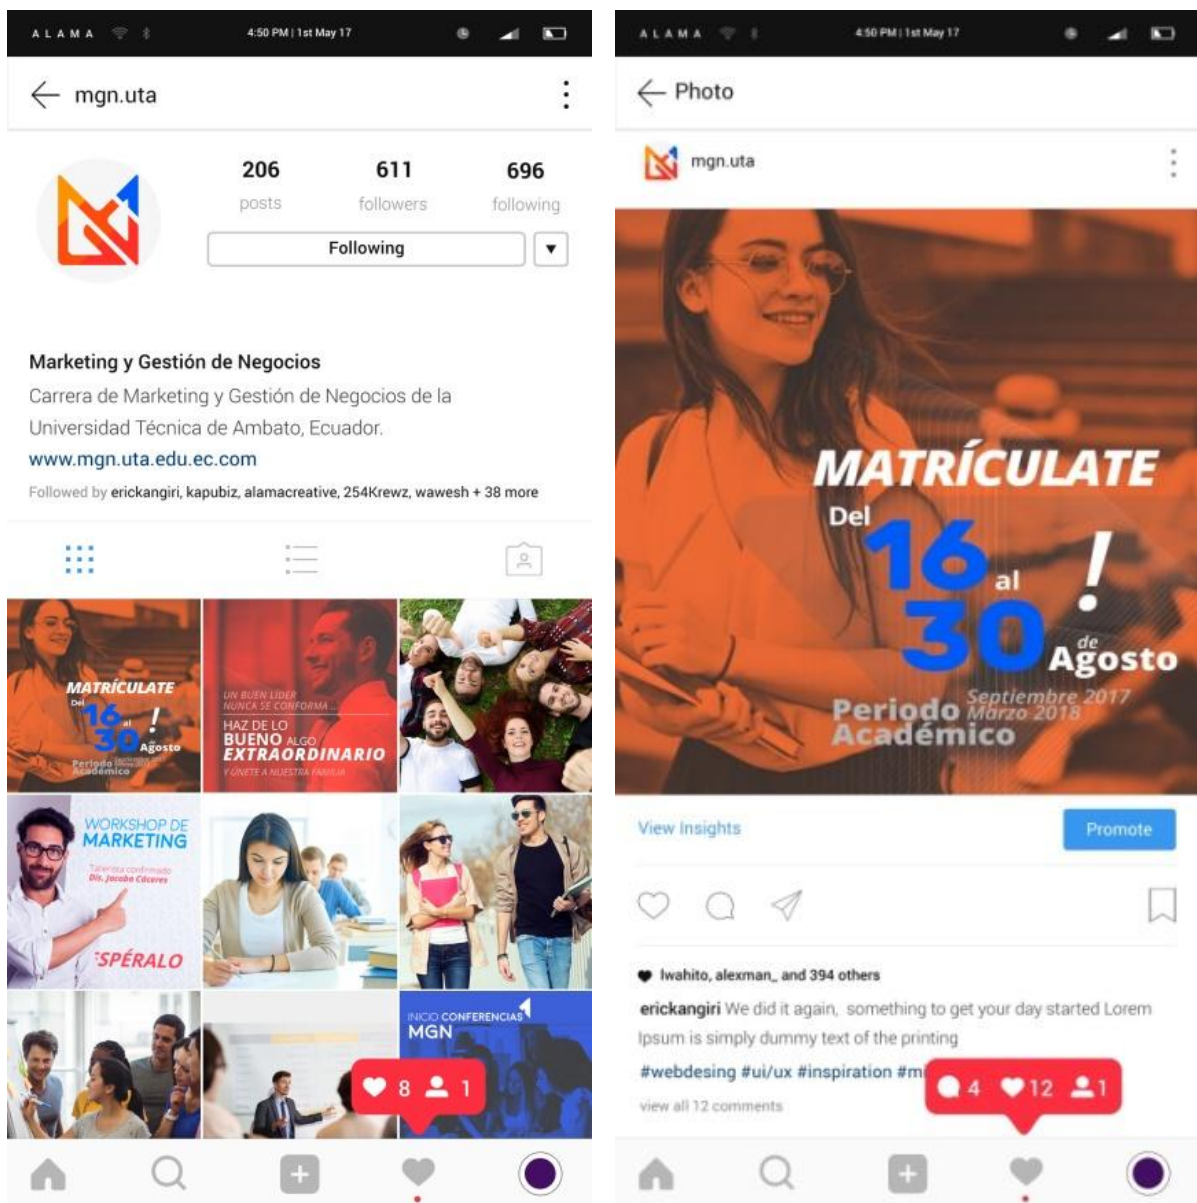 ALAMA 4:50 PM | 1st May 17
mgn.uta
206 611 696
posts followers following
Following
Marketing y Gestión de Negocios
Carrera de Marketing y Gestión de Negocios de la
Universidad Técnica de Ambato, Ecuador.
www.mgn.uta.edu.ec.com
Followed by erickangiri, kapubiz, alamacreative, 254Krewz, wawesh + 38 more
MATRÍCULATE
Del
16
al
30
!
Agosto
Periodo
Académico
UN BUEN LÍDER
NUNCA SE CONFORMA ...
HAZ DE LO
BUENO ALGO
EXTRAORDINARIO
Y ÚNETE A NUESTRA FAMILIA
WORKSHOP DE
MARKETING
Tallerista confirmado
Dis. Jacobo Cáceres
ESPÉRALO
INICIO CONFERENCIAS
MGN
8 1
ALAMA 4:50 PM | 1st May 17
Photo
mgn.uta
MATRÍCULATE
Del
16
al
30
!
de
Agosto
Periodo Septiembre 2017
Marzo 2018
Académico
View Insights Promote
lwahito, alexman_ and 394 others
erickangiri We did it again, something to get your day started Lorem
Ipsum is simply dummy text of the printing
#webdesing #ui/ux #inspiration #mi
view all 12 comments
4 12 1